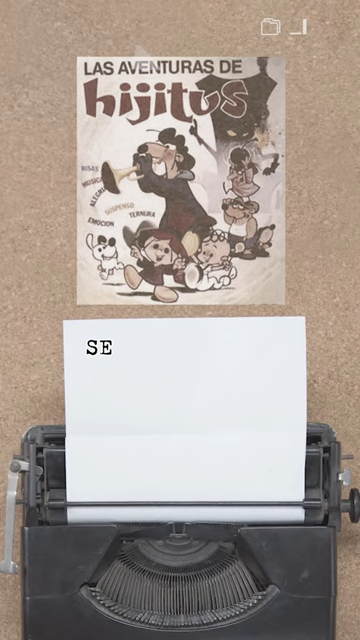 LAS AVENTURAS DE
hijitus
RISAS
MUSICA
ALEGRIA
SUSPENSO
EMOCION
TERNURA
SE